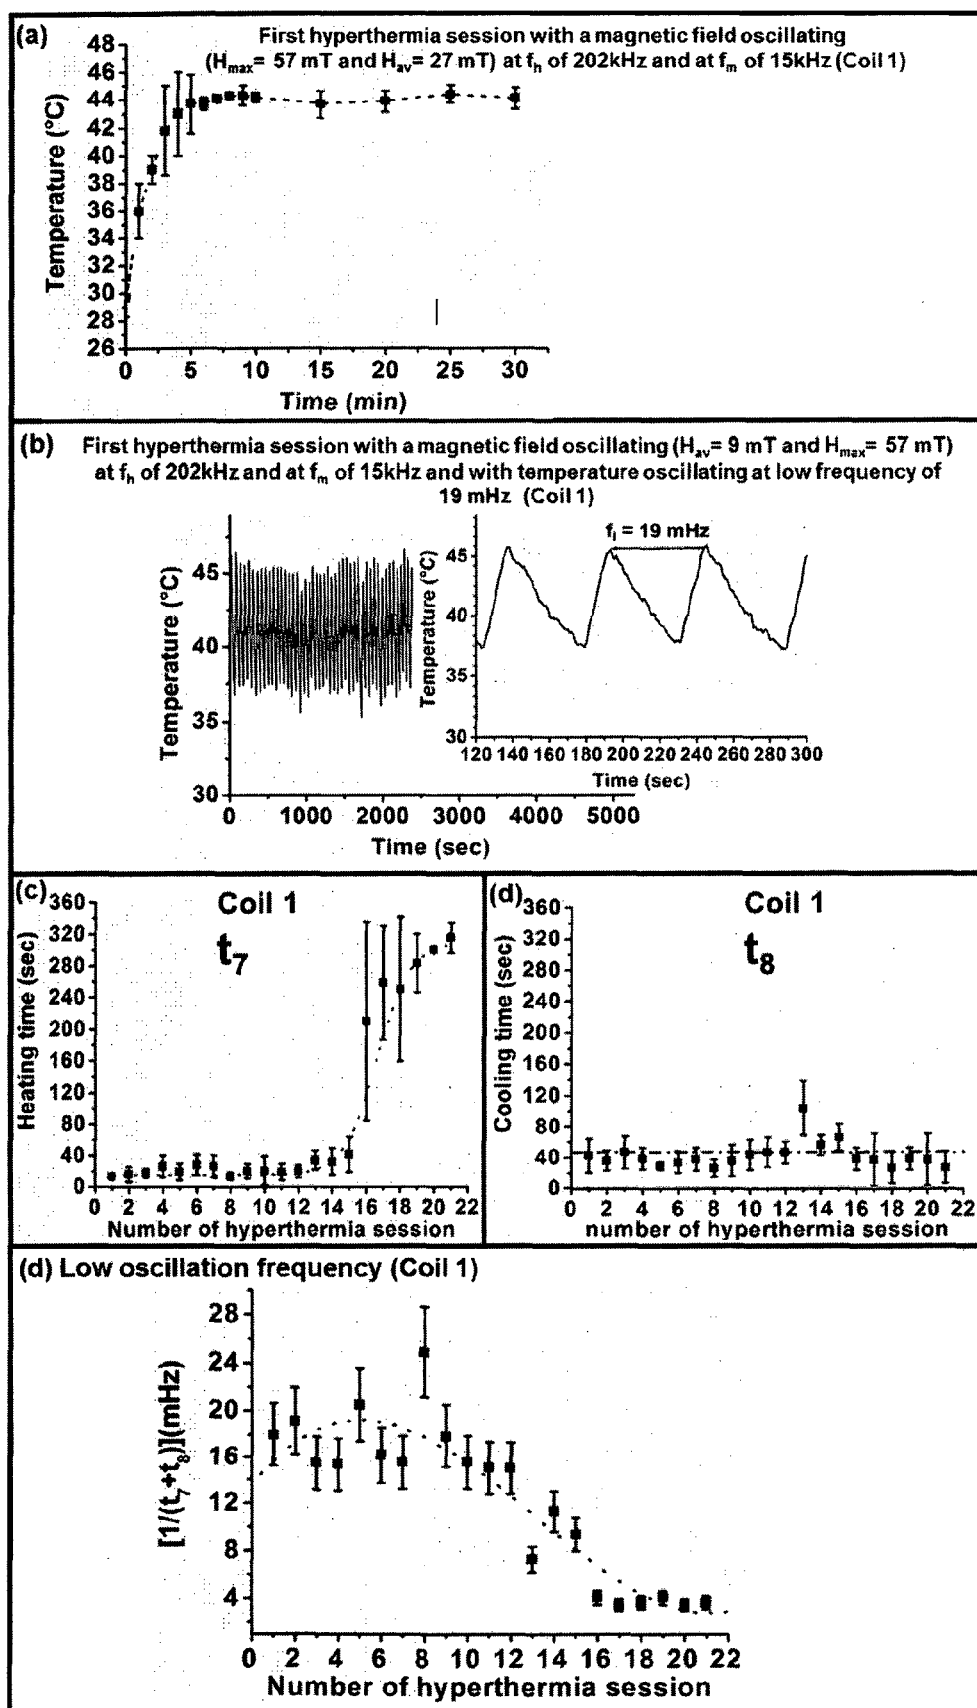 (a)
First hyperthermia session with a magnetic field oscillating
(Hmax= 57 mT and Hav= 27 mT) at fh of 202kHz and at fm of 15kHz (Coil 1)
Temperature (°C)
48
46
44
42
40
38
36
34
32
30
28
26
0 5 10 15 20 25 30
Time (min)
(b)
First hyperthermia session with a magnetic field oscillating (Hav= 9 mT and Hmax= 57 mT)
at fh of 202kHz and at fm of 15kHz and with temperature oscillating at low frequency of
19 mHz (Coil 1)
Temperature (°C)
45
40
35
30
0 1000 2000 3000 4000 5000
Time (sec)
fl = 19 mHz
Temperature (°C)
45
40
35
30
120 140 160 180 200 220 240 260 280 300
Time (sec)
(c)
Coil 1
t7
Heating time (sec)
360
320
280
240
200
160
120
80
40
0
0 2 4 6 8 10 12 14 16 18 20 22
Number of hyperthermia session
(d)
Coil 1
t8
Cooling time (sec)
360
320
280
240
200
160
120
80
40
0
0 2 4 6 8 10 12 14 16 18 20 22
number of hyperthermia session
(d) Low oscillation frequency (Coil 1)
[1/(t7+t8)](mHz)
28
24
20
16
12
8
4
0 2 4 6 8 10 12 14 16 18 20 22
Number of hyperthermia session